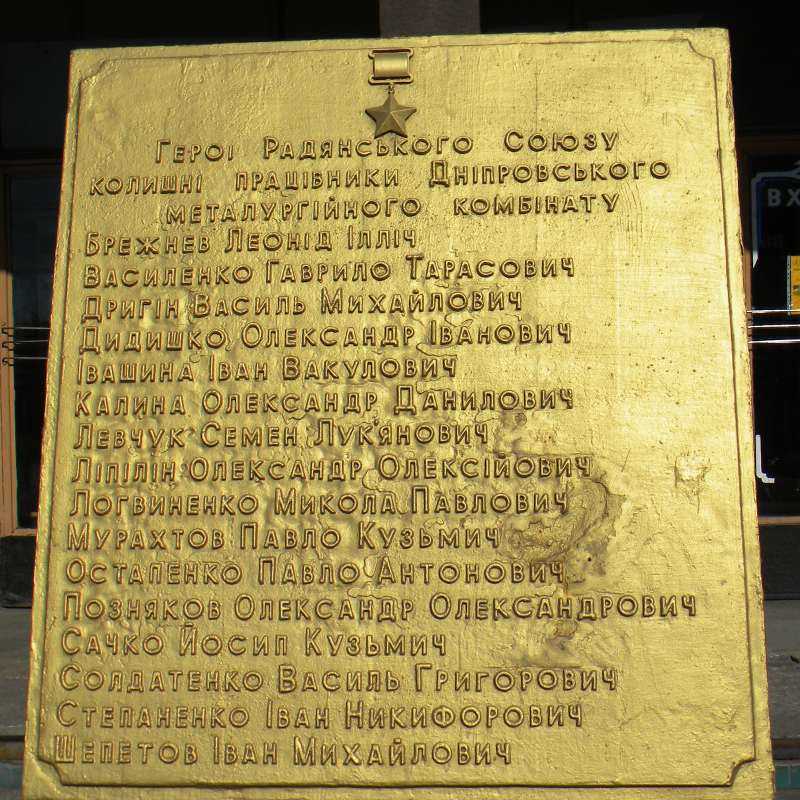 Герої Радянського Союзу
колишні працівники Дніпровського
металургійного комбінату
Брежнев Леонід Ілліч
Василенко Гаврило Тарасович
Дригін Василь Михайлович
Дидишко Олександр Іванович
Івашина Іван Вакулович
Калина Олександр Данилович
Левчук Семен Лук'янович
Ліпілін Олександр Олексійович
Логвиненко Микола Павлович
Мурахтов Павло Кузьмич
Остапенко Павло Антонович
Позняков Олександр Олександрович
Сачко Йосип Кузьмич
Солдатенко Василь Григорович
Степаненко Іван Никифорович
Шепетов Іван Михайлович